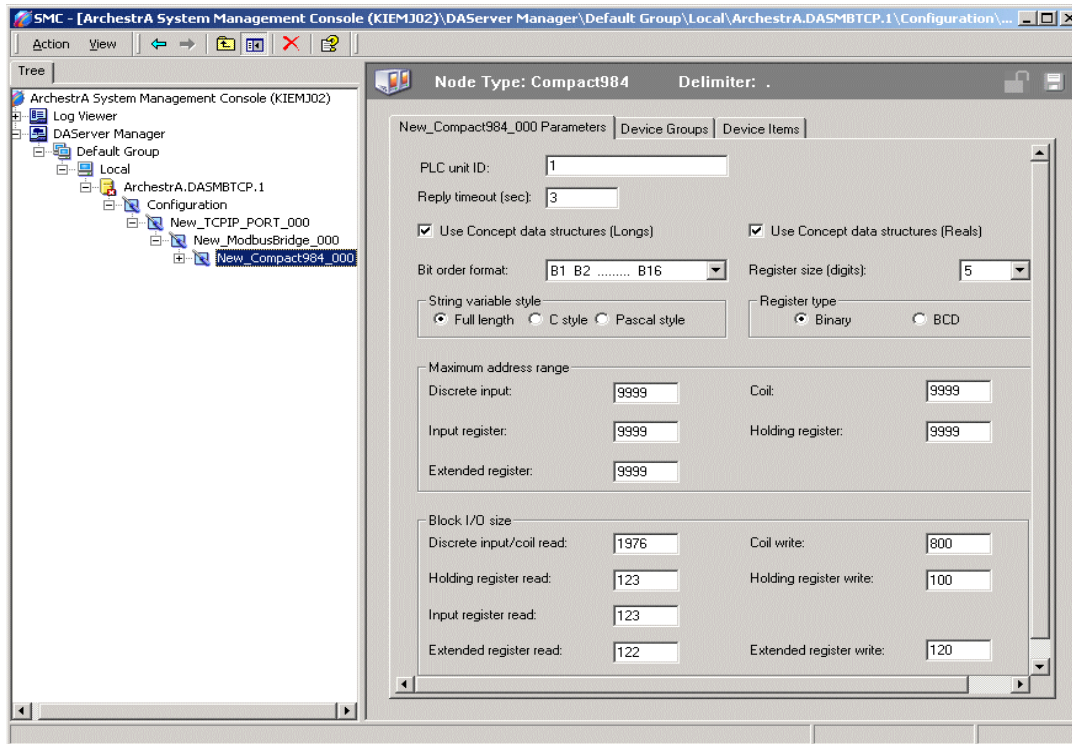 SMC - [ArchestrA System Management Console (KIEMJ02)\DAServer Manager\Default Group\Local\ArchestrA.DASMBTCP.1\Configuration\...
Action View
Tree
ArchestrA System Management Console (KIEMJ02)
Log Viewer
DAServer Manager
Default Group
Local
ArchestrA.DASMBTCP.1
Configuration
New_TCPIP_PORT_000
New_ModbusBridge_000
New_Compact984_000
Node Type: Compact984 Delimiter: .
New_Compact984_000 Parameters Device Groups Device Items
PLC unit ID: 1
Reply timeout (sec): 3
Use Concept data structures (Longs) Use Concept data structures (Reals)
Bit order format: B1 B2 ......... B16 Register size (digits): 5
String variable style Register type
Full length C style Pascal style Binary BCD
Maximum address range
Discrete input: 9999 Coil: 9999
Input register: 9999 Holding register: 9999
Extended register: 9999
Block I/O size
Discrete input/coil read: 1976 Coil write: 800
Holding register read: 123 Holding register write: 100
Input register read: 123
Extended register read: 122 Extended register write: 120